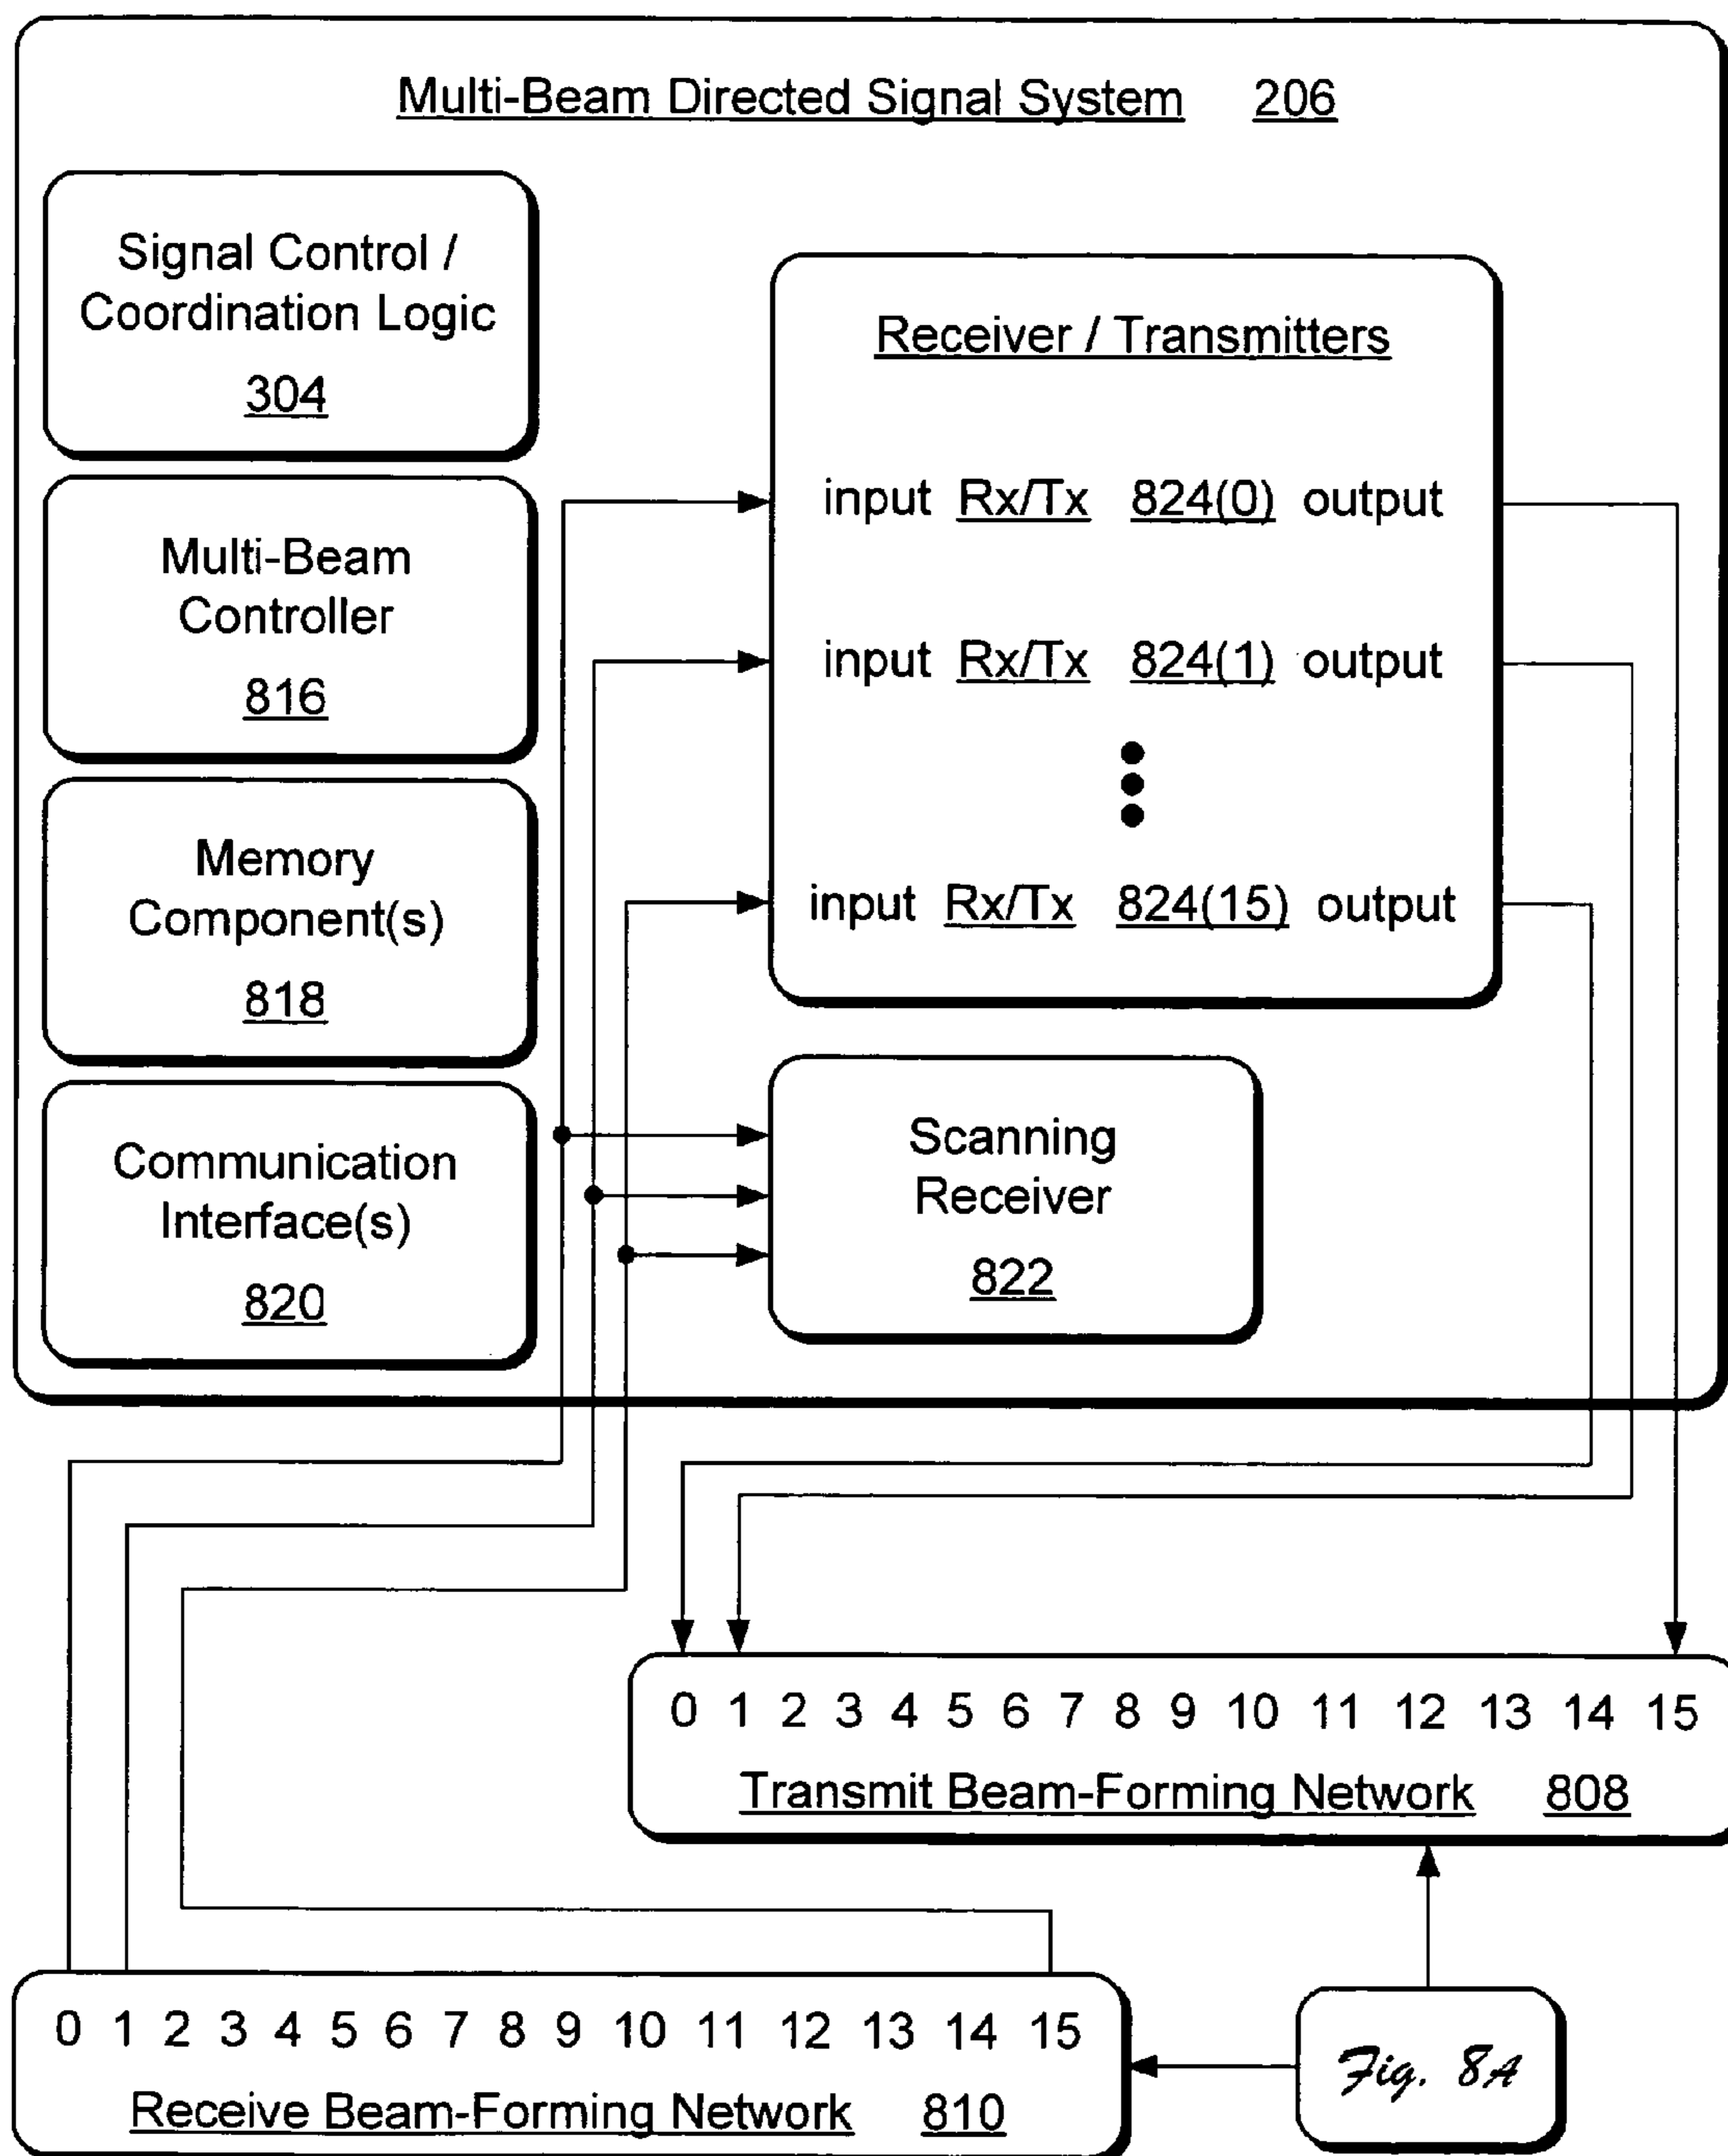 Multi-Beam Directed Signal System 206
Signal Control /
Coordination Logic
304
Multi-Beam
Controller
816
Memory
Component(s)
818
Communication
Interface(s)
820
Receiver / Transmitters
input Rx/Tx 824(0) output
input Rx/Tx 824(1) output
input Rx/Tx 824(15) output
Scanning
Receiver
822
0 1 2 3 4 5 6 7 8 9 10 11 12 13 14 15
Transmit Beam-Forming Network 808
0 1 2 3 4 5 6 7 8 9 10 11 12 13 14 15
Receive Beam-Forming Network 810
Fig. 8A